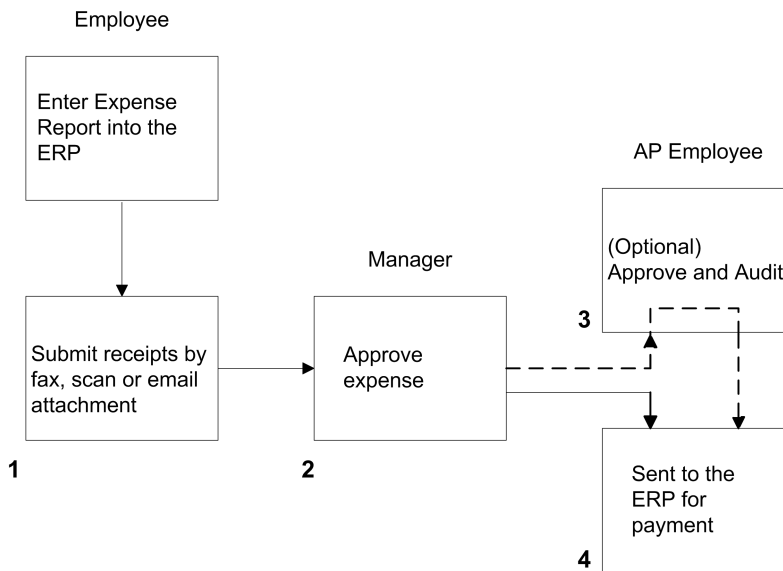 Employee
Enter Expense
Report into the
ERP
Submit receipts by
fax, scan or email
attachment
1
Manager
Approve
expense
2
AP Employee
(Optional)
Approve and Audit
3
Sent to the
ERP for
payment
4